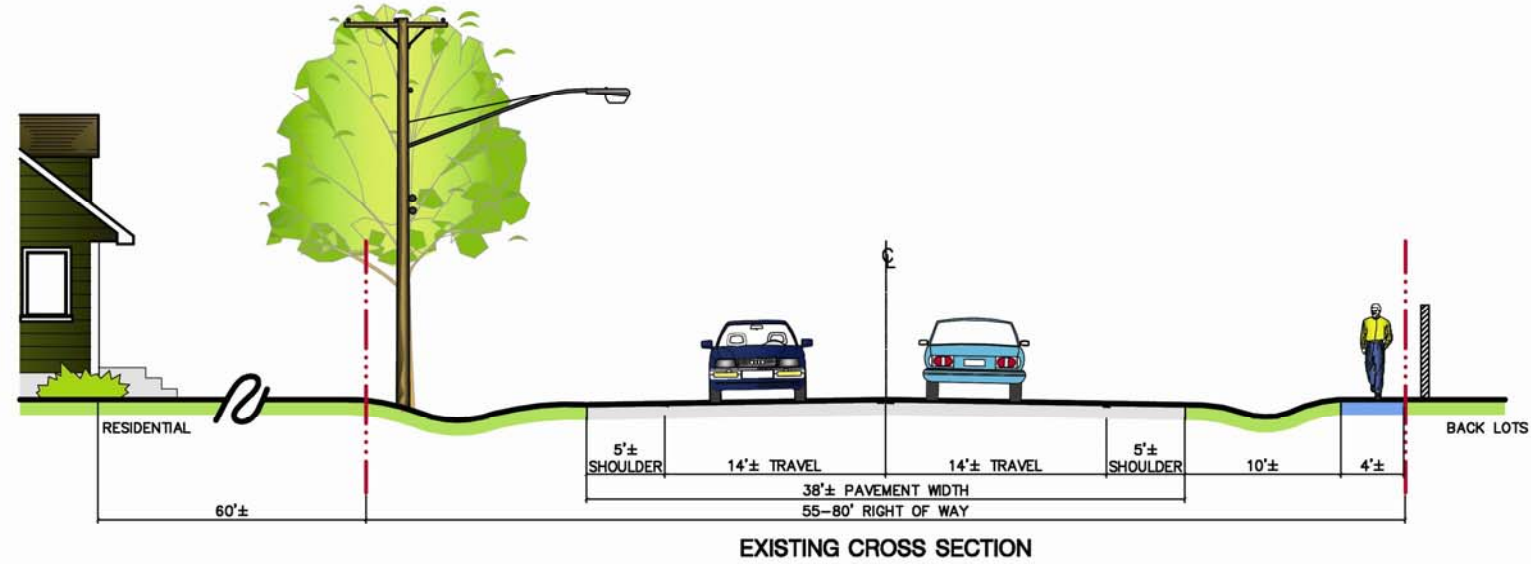 ℄
RESIDENTIAL
BACK LOTS
5'±
SHOULDER
14'± TRAVEL
14'± TRAVEL
5'±
SHOULDER
10'±
4'±
38'± PAVEMENT WIDTH
60'±
55-80' RIGHT OF WAY
EXISTING CROSS SECTION